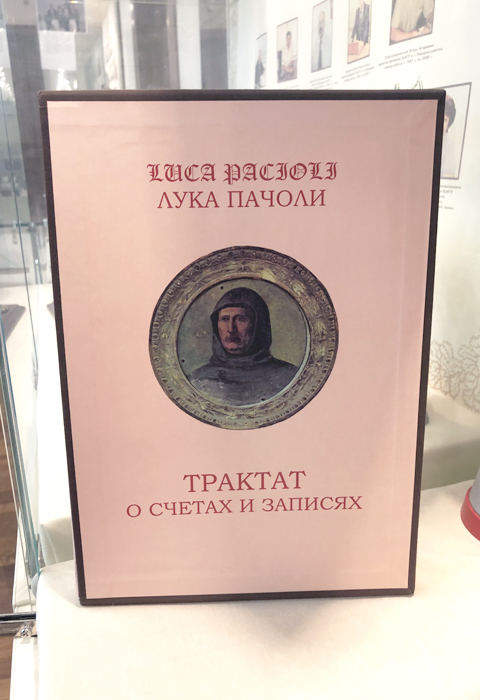 LUCA PACIOLI
ЛУКА ПАЧОЛИ
ТРАКТАТ
О СЧЕТАХ И ЗАПИСЯХ